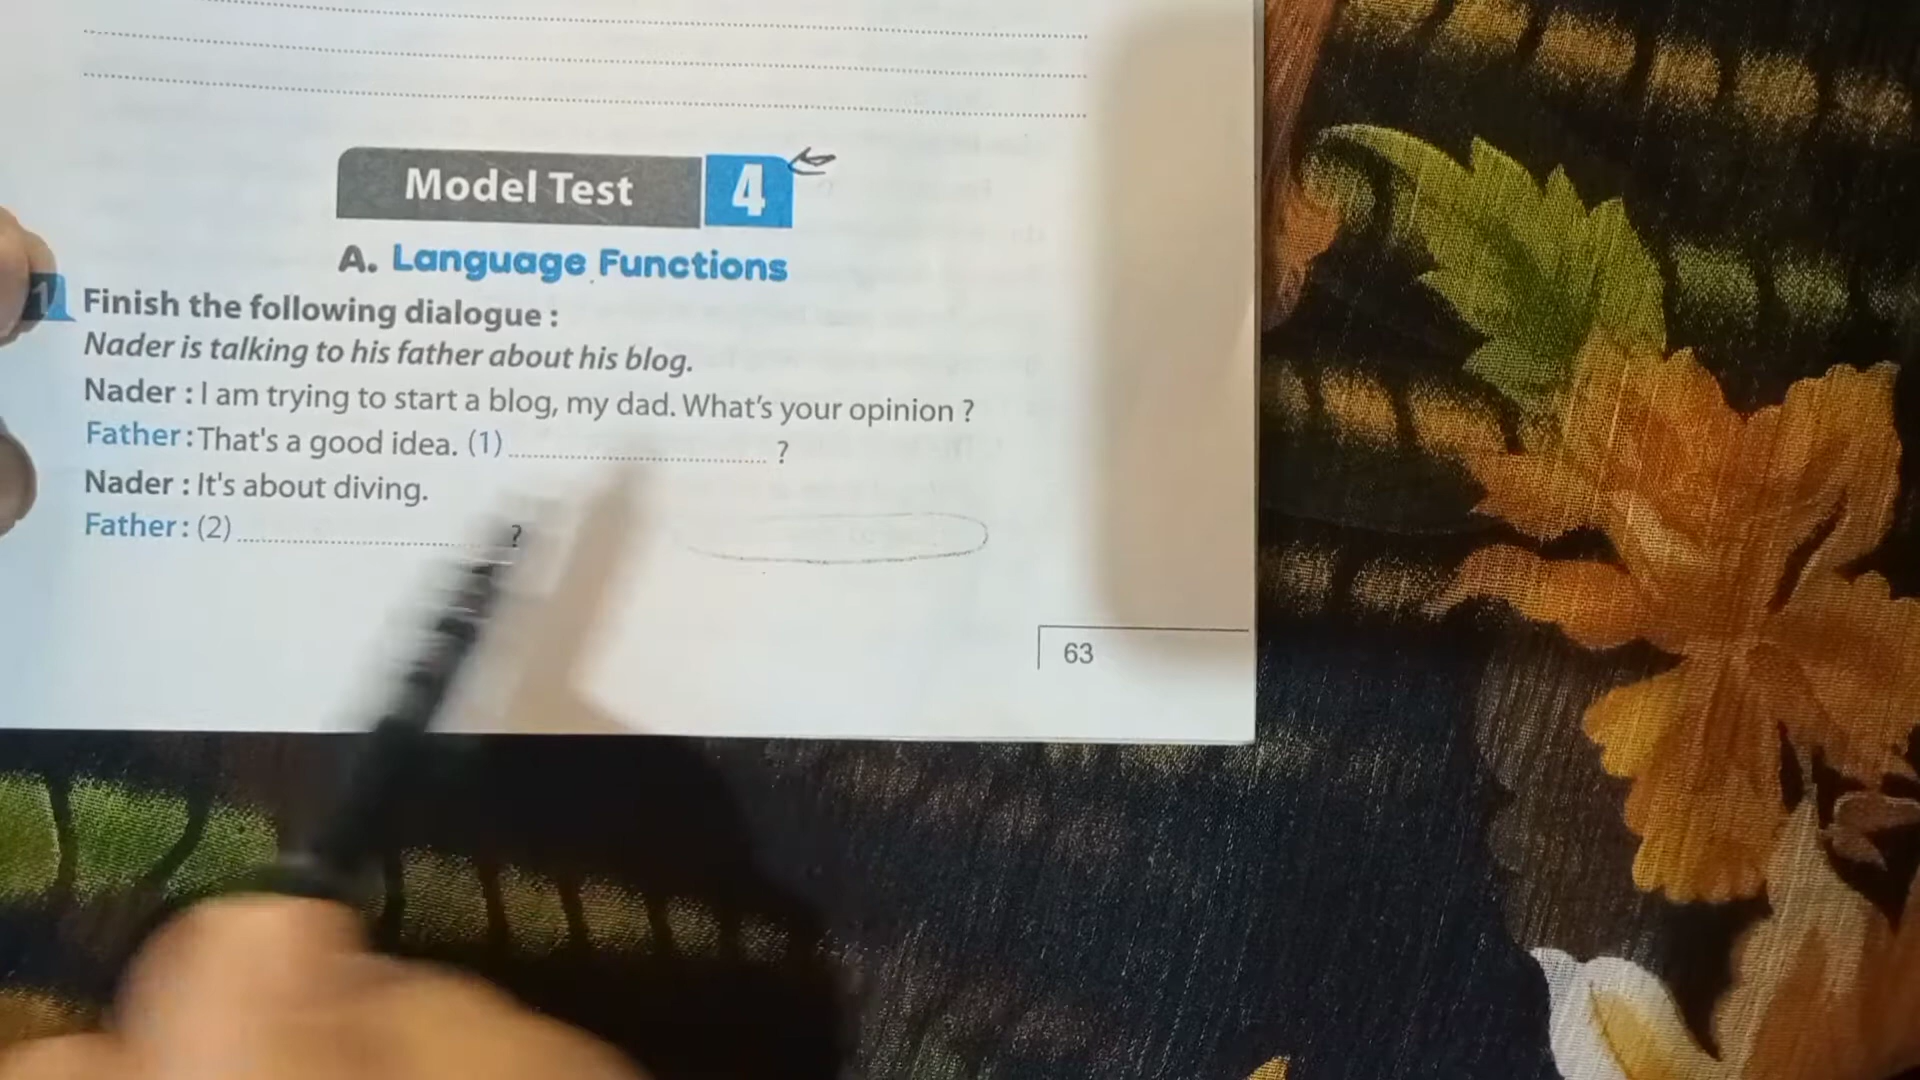 Model Test 4
A. Language Functions
1 Finish the following dialogue :
Nader is talking to his father about his blog.
Nader : I am trying to start a blog, my dad. What's your opinion ?
Father : That's a good idea. (1) ?
Nader : It's about diving.
Father : (2) ?
63